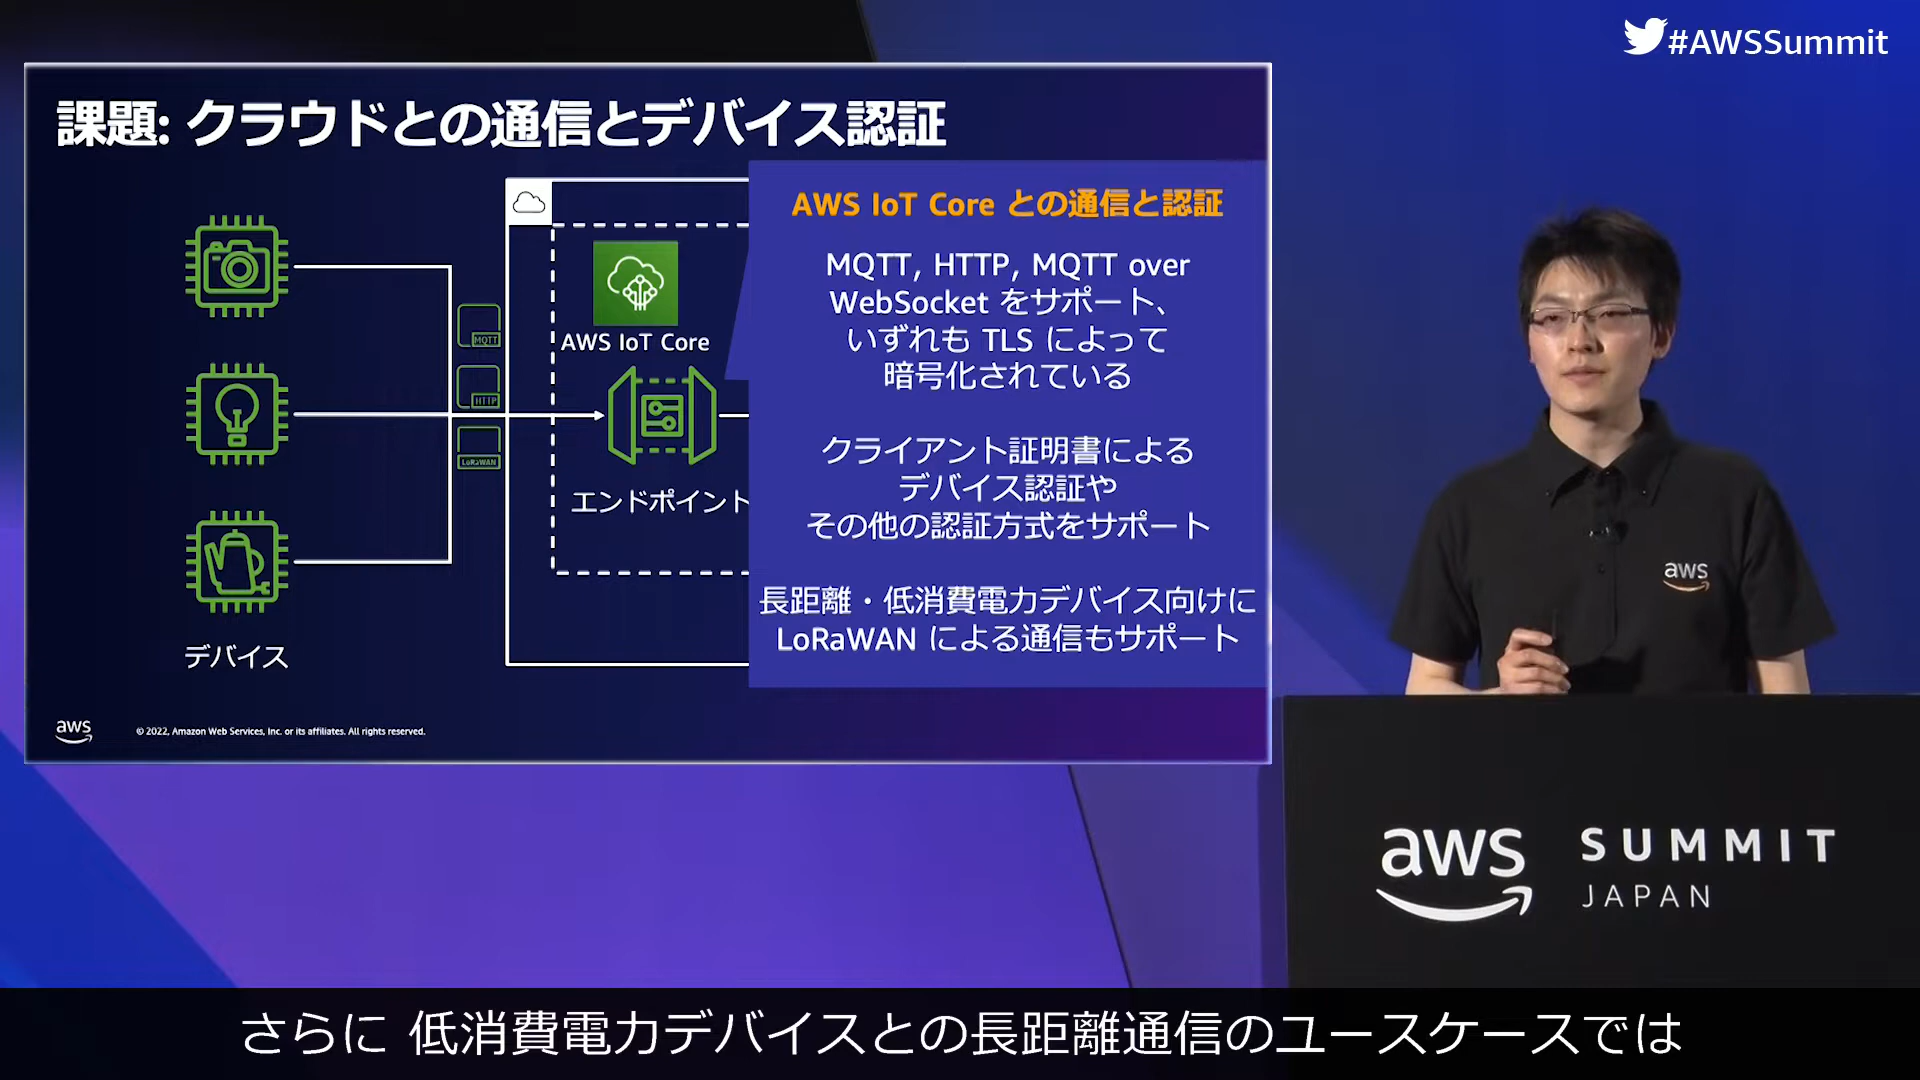 #AWSSummit
課題: クラウドとの通信とデバイス認証
AWS IoT Core との通信と認証
MQTT, HTTP, MQTT over
WebSocket をサポート、
いずれも TLS によって
暗号化されている
クライアント証明書による
デバイス認証や
その他の認証方式をサポート
長距離・低消費電力デバイス向けに
LoRaWAN による通信もサポート
MQTT
HTTP
LoRaWAN
AWS IoT Core
エンドポイント
デバイス
aws
© 2022, Amazon Web Services, Inc. or its affiliates. All rights reserved.
aws
aws SUMMIT
JAPAN
さらに 低消費電力デバイスとの長距離通信のユースケースでは